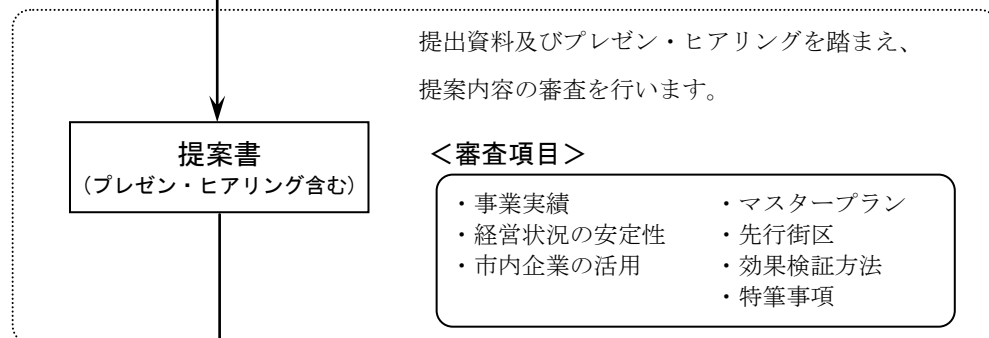 提出資料及びプレゼン・ヒアリングを踏まえ、
提案内容の審査を行います。
提案書
（プレゼン・ヒアリング含む）
＜審査項目＞
・事業実績
・経営状況の安定性
・市内企業の活用
・マスタープラン
・先行街区
・効果検証方法
・特筆事項